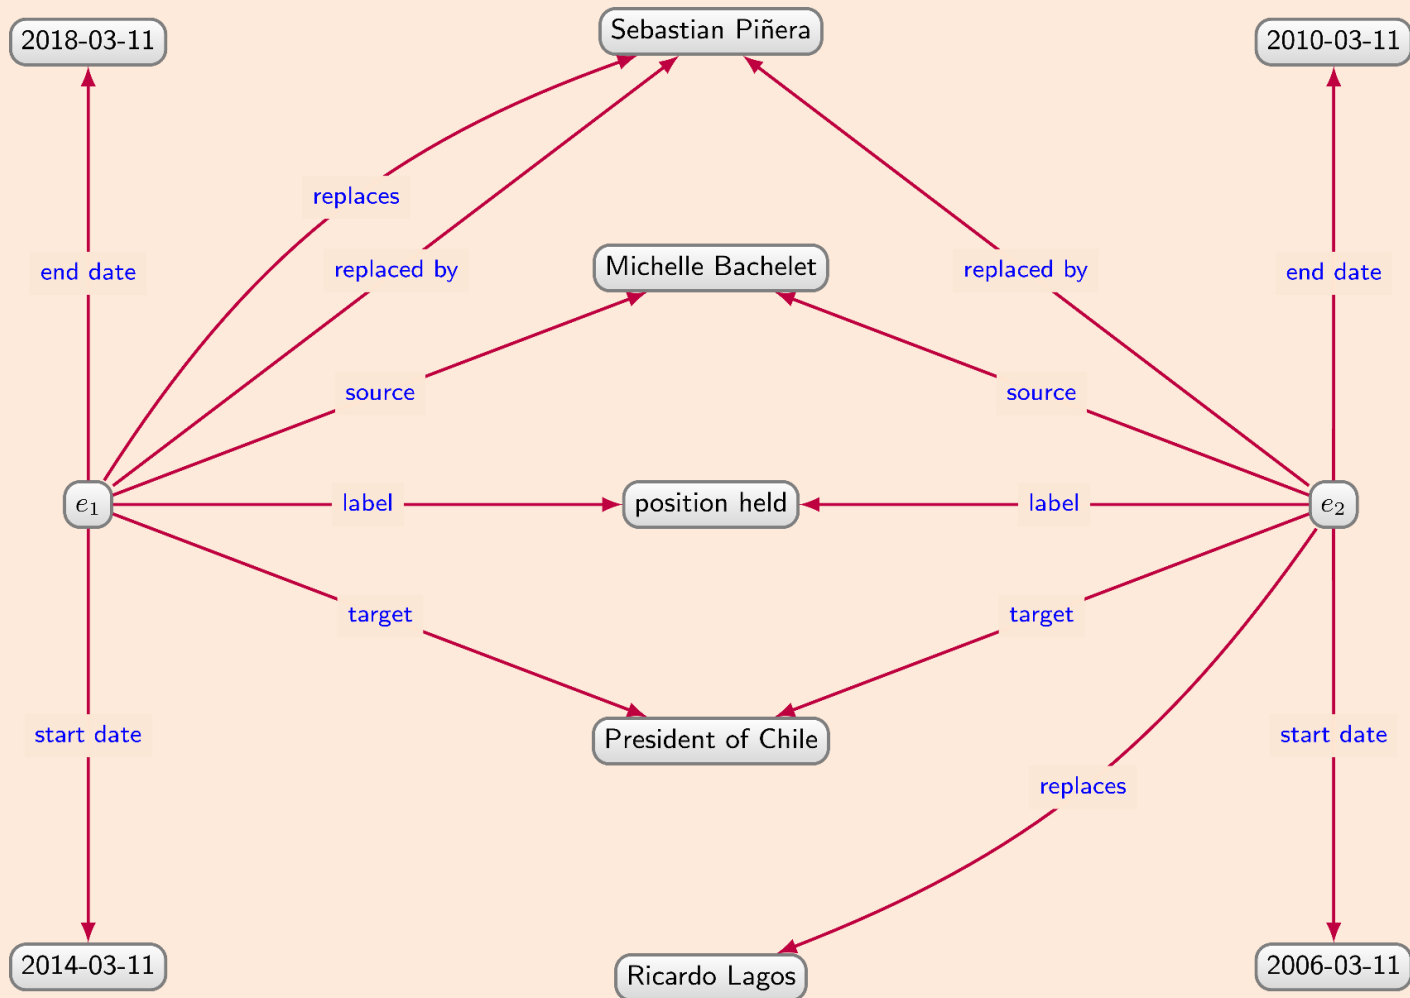 2018-03-11
Sebastian Piñera
2010-03-11
replaces
end date
replaced by
Michelle Bachelet
replaced by
end date
source
source
e1
label
position held
label
e2
target
target
start date
President of Chile
start date
replaces
2014-03-11
Ricardo Lagos
2006-03-11